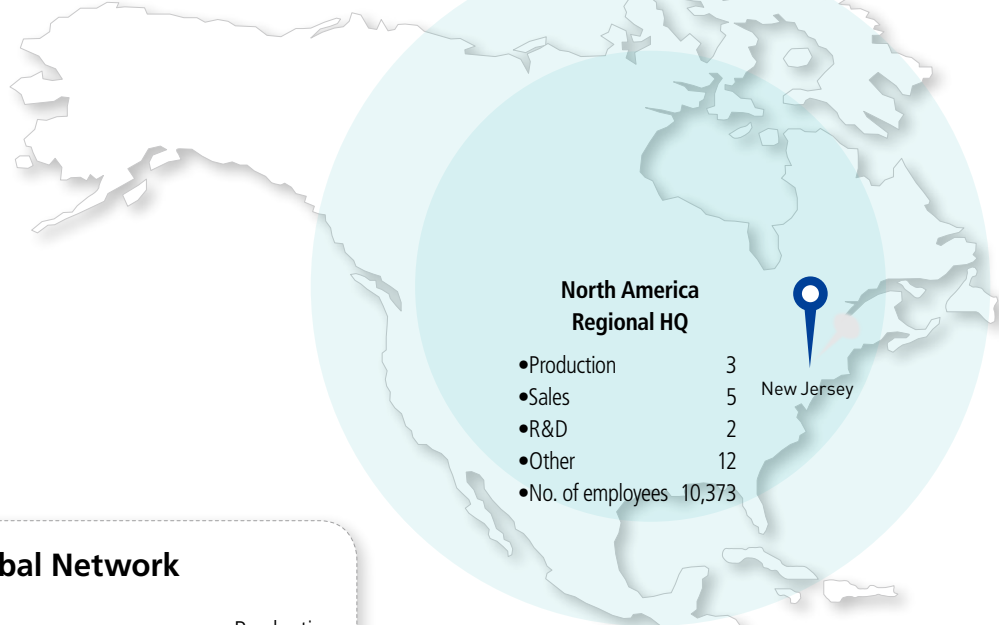 North America
Regional HQ
•Production 3
•Sales 5
•R&D 2
•Other 12
•No. of employees 10,373
New Jersey
bal Network